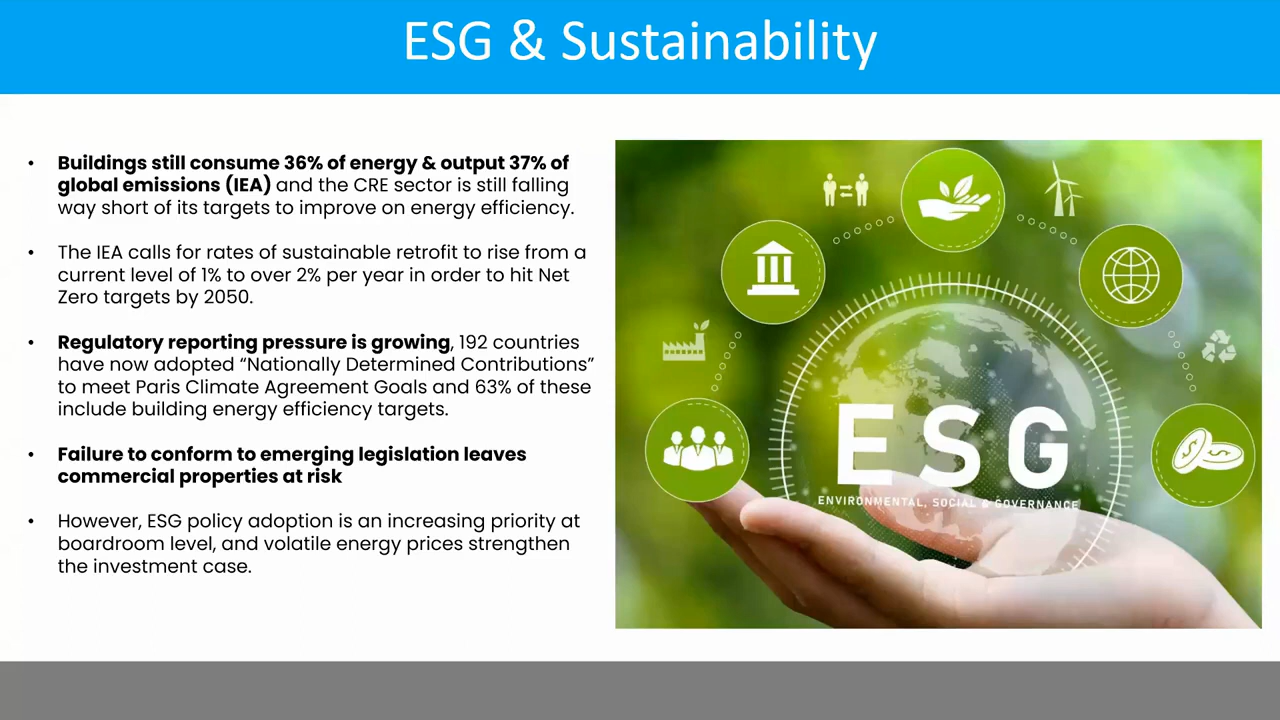 ESG & Sustainability
• Buildings still consume 36% of energy & output 37% of
global emissions (IEA) and the CRE sector is still falling
way short of its targets to improve on energy efficiency.
• The IEA calls for rates of sustainable retrofit to rise from a
current level of 1% to over 2% per year in order to hit Net
Zero targets by 2050.
• Regulatory reporting pressure is growing, 192 countries
have now adopted “Nationally Determined Contributions”
to meet Paris Climate Agreement Goals and 63% of these
include building energy efficiency targets.
• Failure to conform to emerging legislation leaves
commercial properties at risk
• However, ESG policy adoption is an increasing priority at
boardroom level, and volatile energy prices strengthen
the investment case.
ESG
ENVIRONMENTAL, SOCIAL & GOVERNANCE